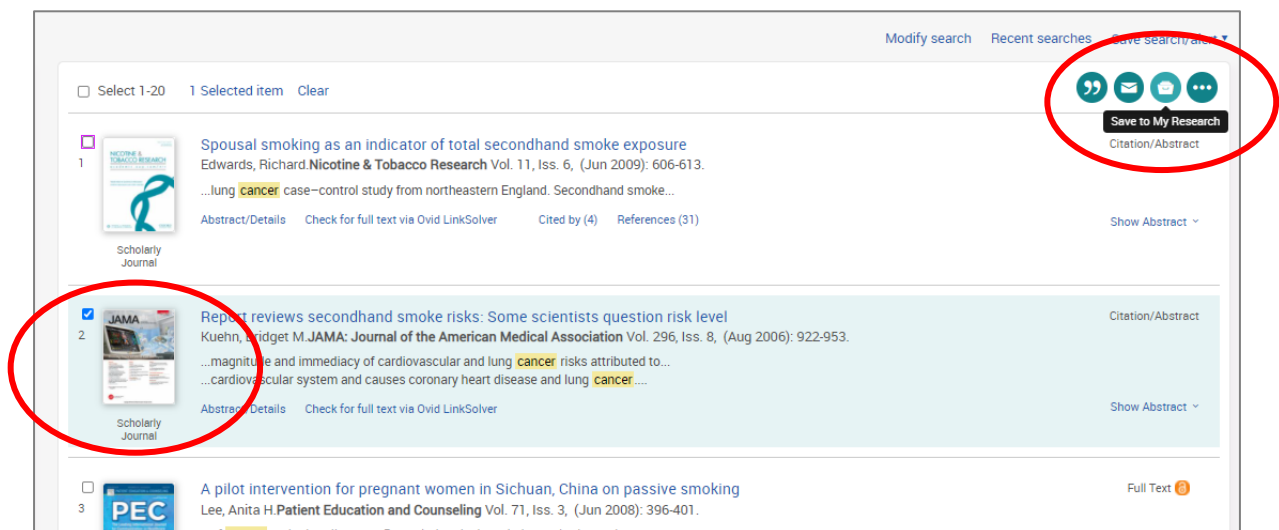 Modify search Recent searches Save search/alert ▾
Select 1-20 1 Selected item Clear
Save to My Research
1
NICOTINE &
TOBACCO RESEARCH
Scholarly
Journal
Spousal smoking as an indicator of total secondhand smoke exposure
Edwards, Richard.Nicotine & Tobacco Research Vol. 11, Iss. 6, (Jun 2009): 606-613.
...lung cancer case–control study from northeastern England. Secondhand smoke...
Abstract/Details Check for full text via Ovid LinkSolver Cited by (4) References (31)
Citation/Abstract
Show Abstract
2
JAMA
Scholarly
Journal
Report reviews secondhand smoke risks: Some scientists question risk level
Kuehn, Bridget M.JAMA: Journal of the American Medical Association Vol. 296, Iss. 8, (Aug 2006): 922-953.
...magnitude and immediacy of cardiovascular and lung cancer risks attributed to...
...cardiovascular system and causes coronary heart disease and lung cancer....
Abstract/Details Check for full text via Ovid LinkSolver
Citation/Abstract
Show Abstract
3
PEC
A pilot intervention for pregnant women in Sichuan, China on passive smoking
Lee, Anita H.Patient Education and Counseling Vol. 71, Iss. 3, (Jun 2008): 396-401.
Full Text